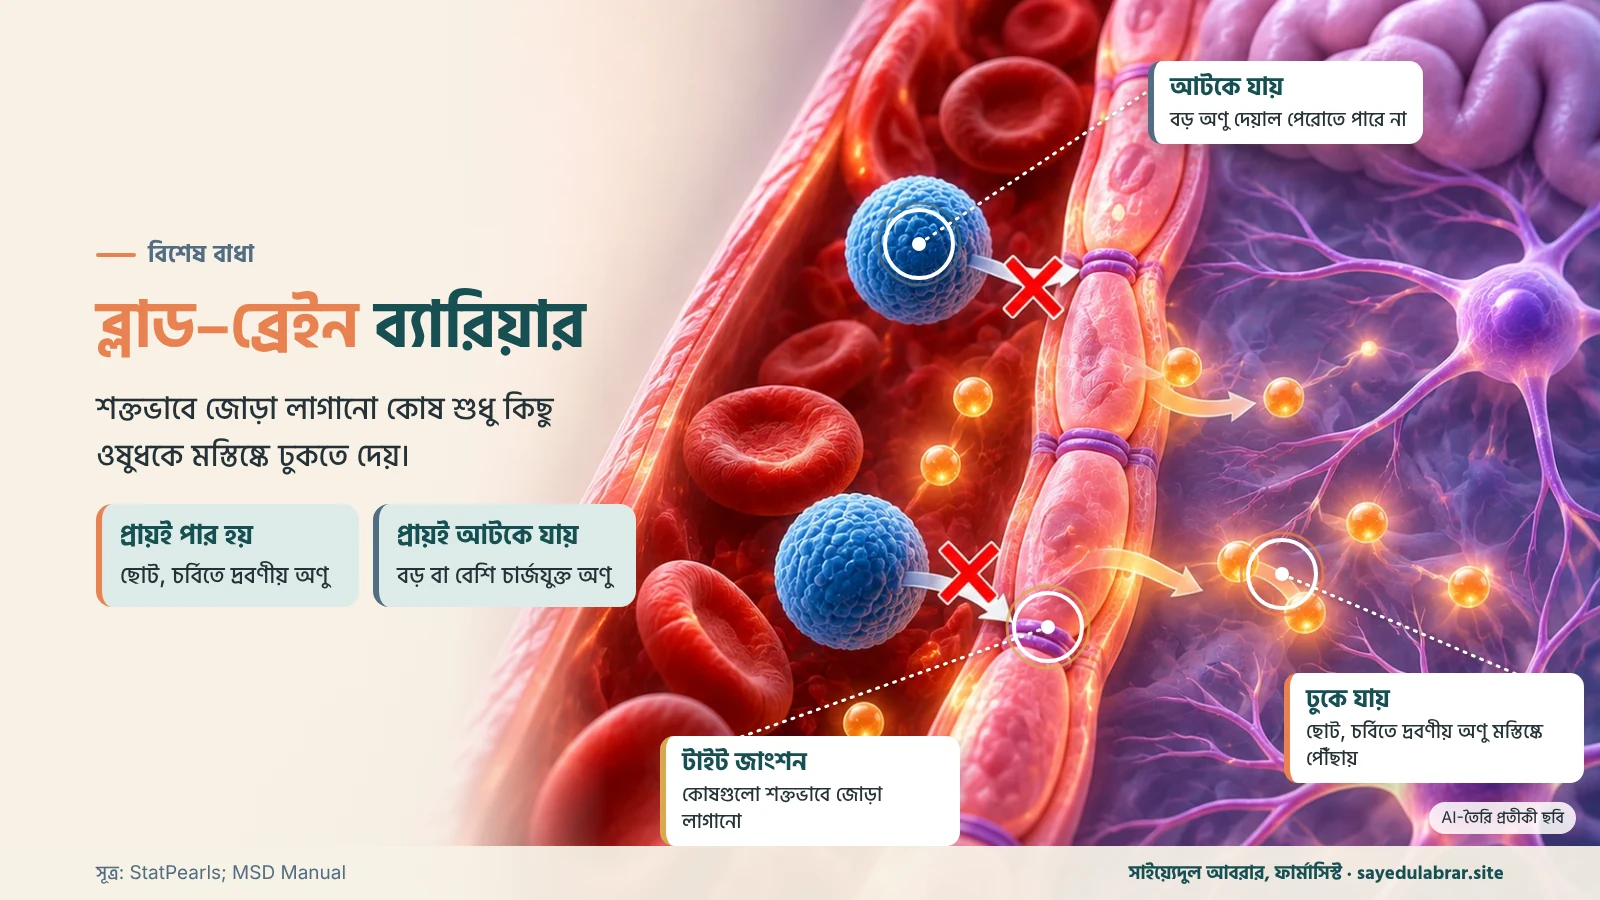 বিশেষ বাধা
ব্লাড–ব্রেইন ব্যারিয়ার
শক্তভাবে জোড়া লাগানো কোষ শুধু কিছু
ওষুধকে মস্তিষ্কে ঢুকতে দেয়।
প্রায়ই পার হয়
ছোট, চর্বিতে দ্রবণীয় অণু
প্রায়ই আটকে যায়
বড় বা বেশি চার্জযুক্ত অণু
আটকে যায়
বড় অণু দেয়াল পেরোতে পারে না
টাইট জাংশন
কোষগুলো শক্তভাবে জোড়া
লাগানো
ঢুকে যায়
ছোট, চর্বিতে দ্রবণীয় অণু মস্তিষ্কে
পৌঁছায়
AI-তৈরি প্রতীকী ছবি
সূত্র: StatPearls; MSD Manual
সাইয়্যেদুল আবরার, ফার্মাসিস্ট · sayedulabrar.site